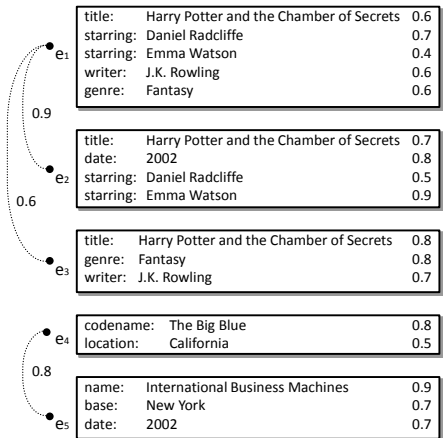 title: Harry Potter and the Chamber of Secrets 0.6
starring: Daniel Radcliffe 0.7
e1 starring: Emma Watson 0.4
writer: J.K. Rowling 0.6
genre: Fantasy 0.6
0.9
title: Harry Potter and the Chamber of Secrets 0.7
date: 2002 0.8
e2 starring: Daniel Radcliffe 0.5
starring: Emma Watson 0.9
0.6
title: Harry Potter and the Chamber of Secrets 0.8
genre: Fantasy 0.8
e3 writer: J.K. Rowling 0.7
codename: The Big Blue 0.8
e4 location: California 0.5
0.8
name: International Business Machines 0.9
base: New York 0.7
e5 date: 2002 0.7